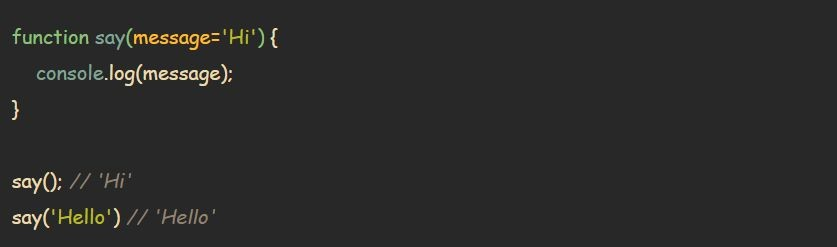 function say(message='Hi') {
    console.log(message);
}

say(); // 'Hi'
say('Hello') // 'Hello'